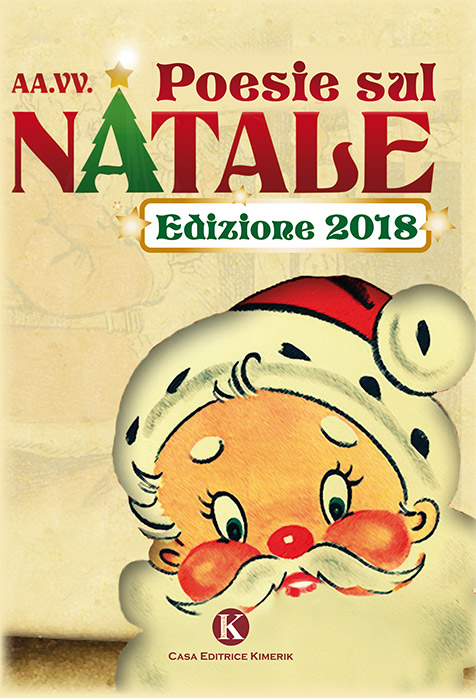 AA.VV.
Poesie sul
NATALE
Edizione 2018
K
CASA EDITRICE KIMERIK